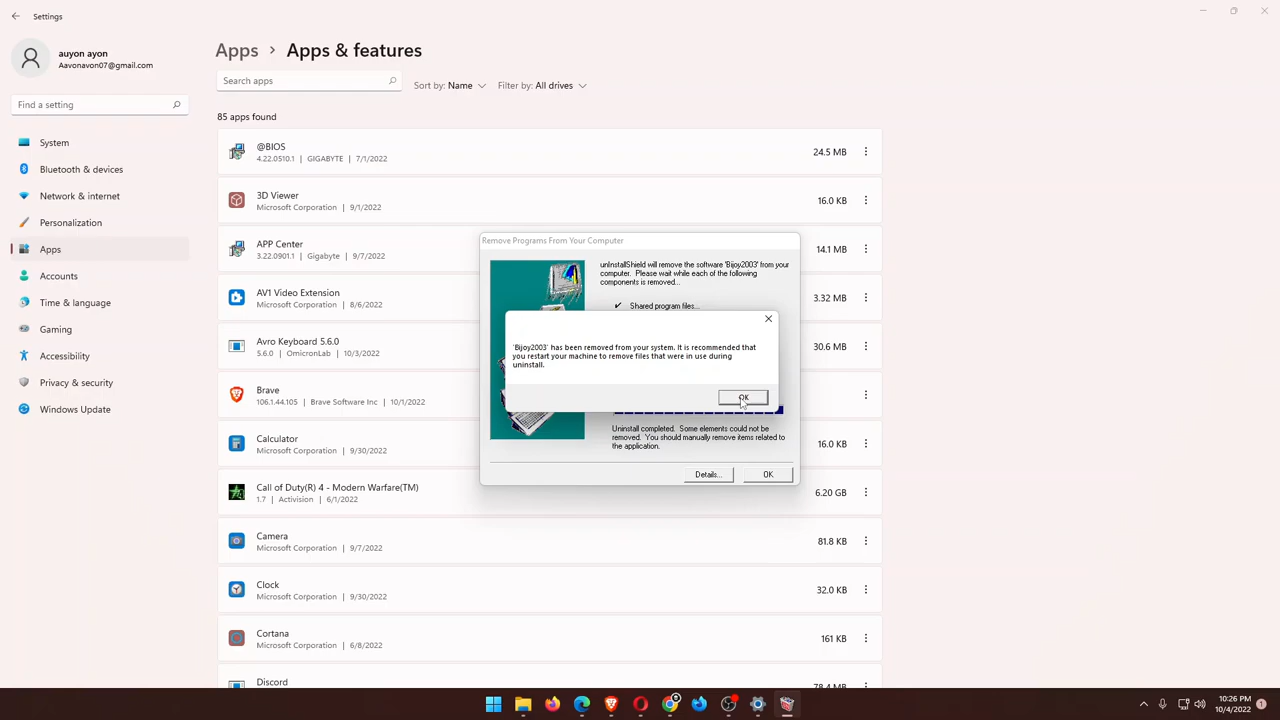 Settings
auyon ayon
Aavonavon07@gmail.com
Find a setting
System
Bluetooth & devices
Network & internet
Personalization
Apps
Accounts
Time & language
Gaming
Accessibility
Privacy & security
Windows Update
Apps > Apps & features
Search apps
Sort by: Name
Filter by: All drives
85 apps found
@BIOS
4.22.0510.1 | GIGABYTE | 7/1/2022
24.5 MB
3D Viewer
Microsoft Corporation | 9/1/2022
16.0 KB
APP Center
3.22.0901.1 | Gigabyte | 9/7/2022
14.1 MB
AV1 Video Extension
Microsoft Corporation | 8/6/2022
3.32 MB
Avro Keyboard 5.6.0
5.6.0 | OmicronLab | 10/3/2022
30.6 MB
Brave
106.1.44.105 | Brave Software Inc | 10/1/2022
Calculator
Microsoft Corporation | 9/30/2022
16.0 KB
Call of Duty(R) 4 - Modern Warfare(TM)
1.7 | Activision | 6/1/2022
6.20 GB
Camera
Microsoft Corporation | 9/7/2022
81.8 KB
Clock
Microsoft Corporation | 9/30/2022
32.0 KB
Cortana
Microsoft Corporation | 6/8/2022
161 KB
Discord
78.4 MB
Remove Programs From Your Computer
unInstallShield will remove the software 'Bijoy2003' from your
computer. Please wait while each of the following
components is removed...
Shared program files...
'Bijoy2003' has been removed from your system. It is recommended that
you restart your machine to remove files that were in use during
uninstall.
OK
Uninstall completed. Some elements could not be
removed. You should manually remove items related to
the application.
Details...
OK
10:26 PM
10/4/2022
1